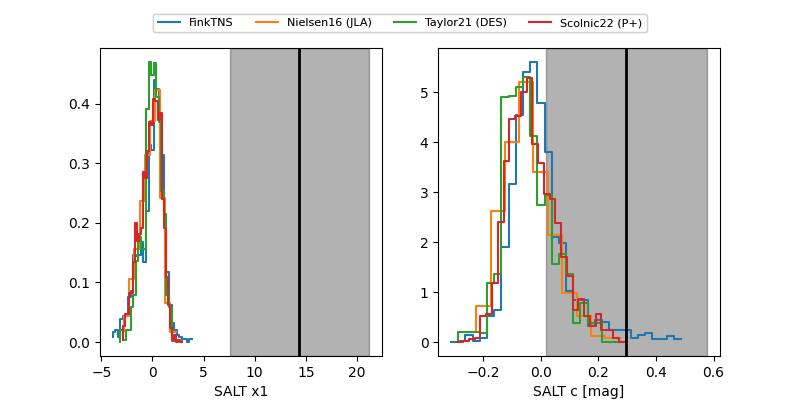 FinkTNS Nielsen16 (JLA) Taylor21 (DES) Scolnic22 (P+)
0.4
0.3
0.2
0.1
0.0
−5 0 5 10 15 20
SALT x1
5
4
3
2
1
0
−0.2 0.0 0.2 0.4 0.6
SALT c [mag]